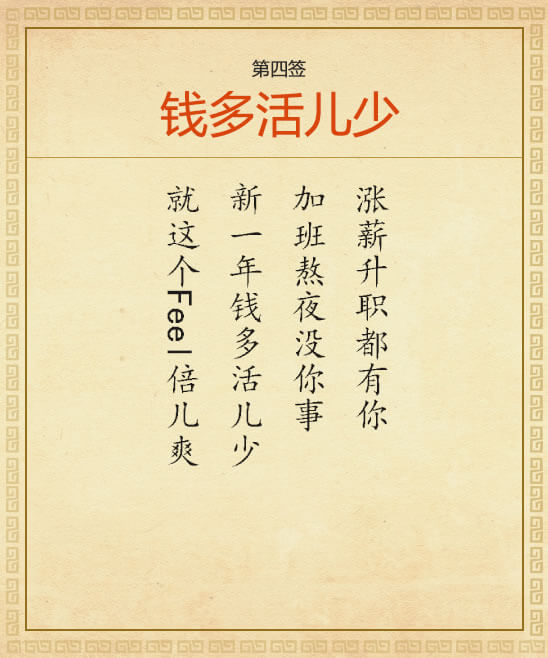 第四签
钱多活儿少
涨薪升职都有你
加班熬夜没你事
新一年钱多活儿少
就这个Feel倍儿爽